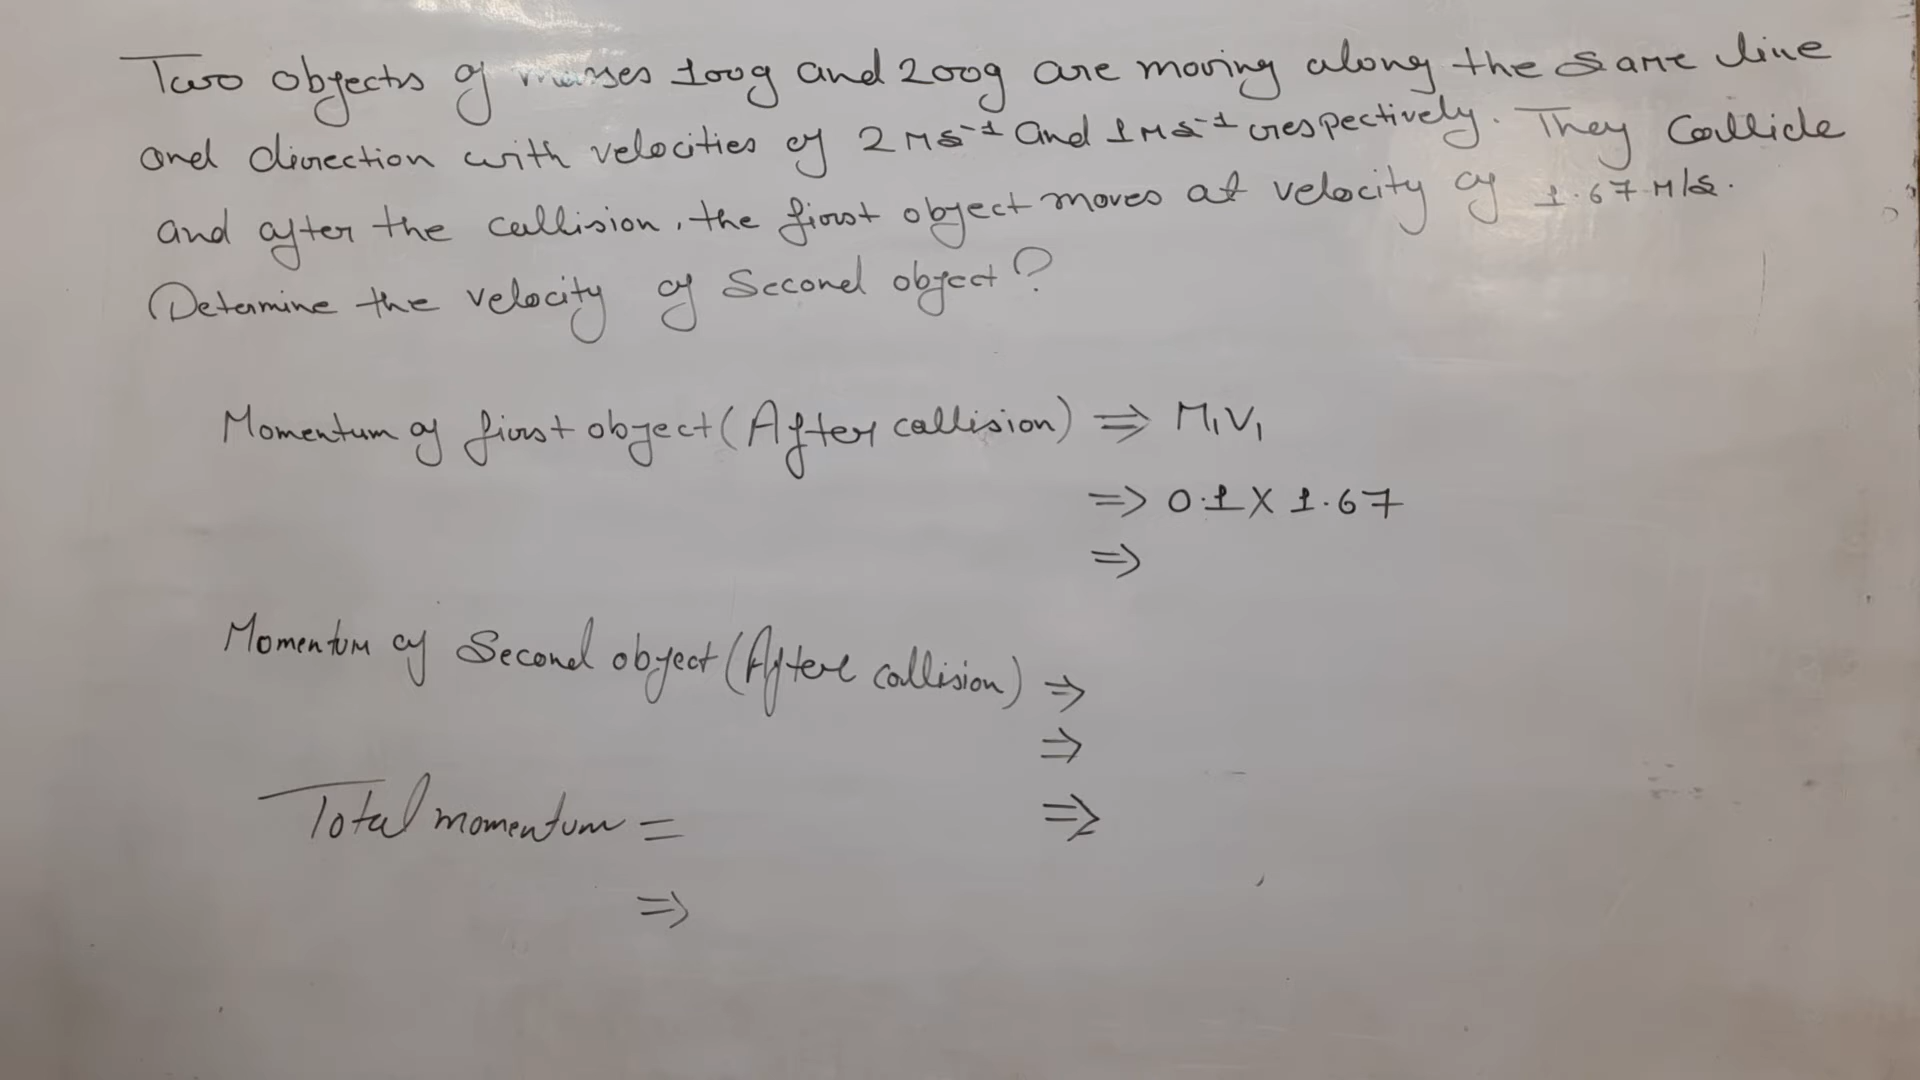 Two objects of masses 100g and 200g are moving along the same line
and direction with velocities of 2 MS⁻¹ and 1 MS⁻¹ respectively. They Collide
and after the collision, the first object moves at velocity of 1.67 M/S.
Determine the velocity of Second object?
Momentum of first object (After collision) ⇒ M₁V₁
⇒ 0.1 X 1.67
⇒
Momentum of Second object (After collision) ⇒
⇒
Total momentum = ⇒
⇒